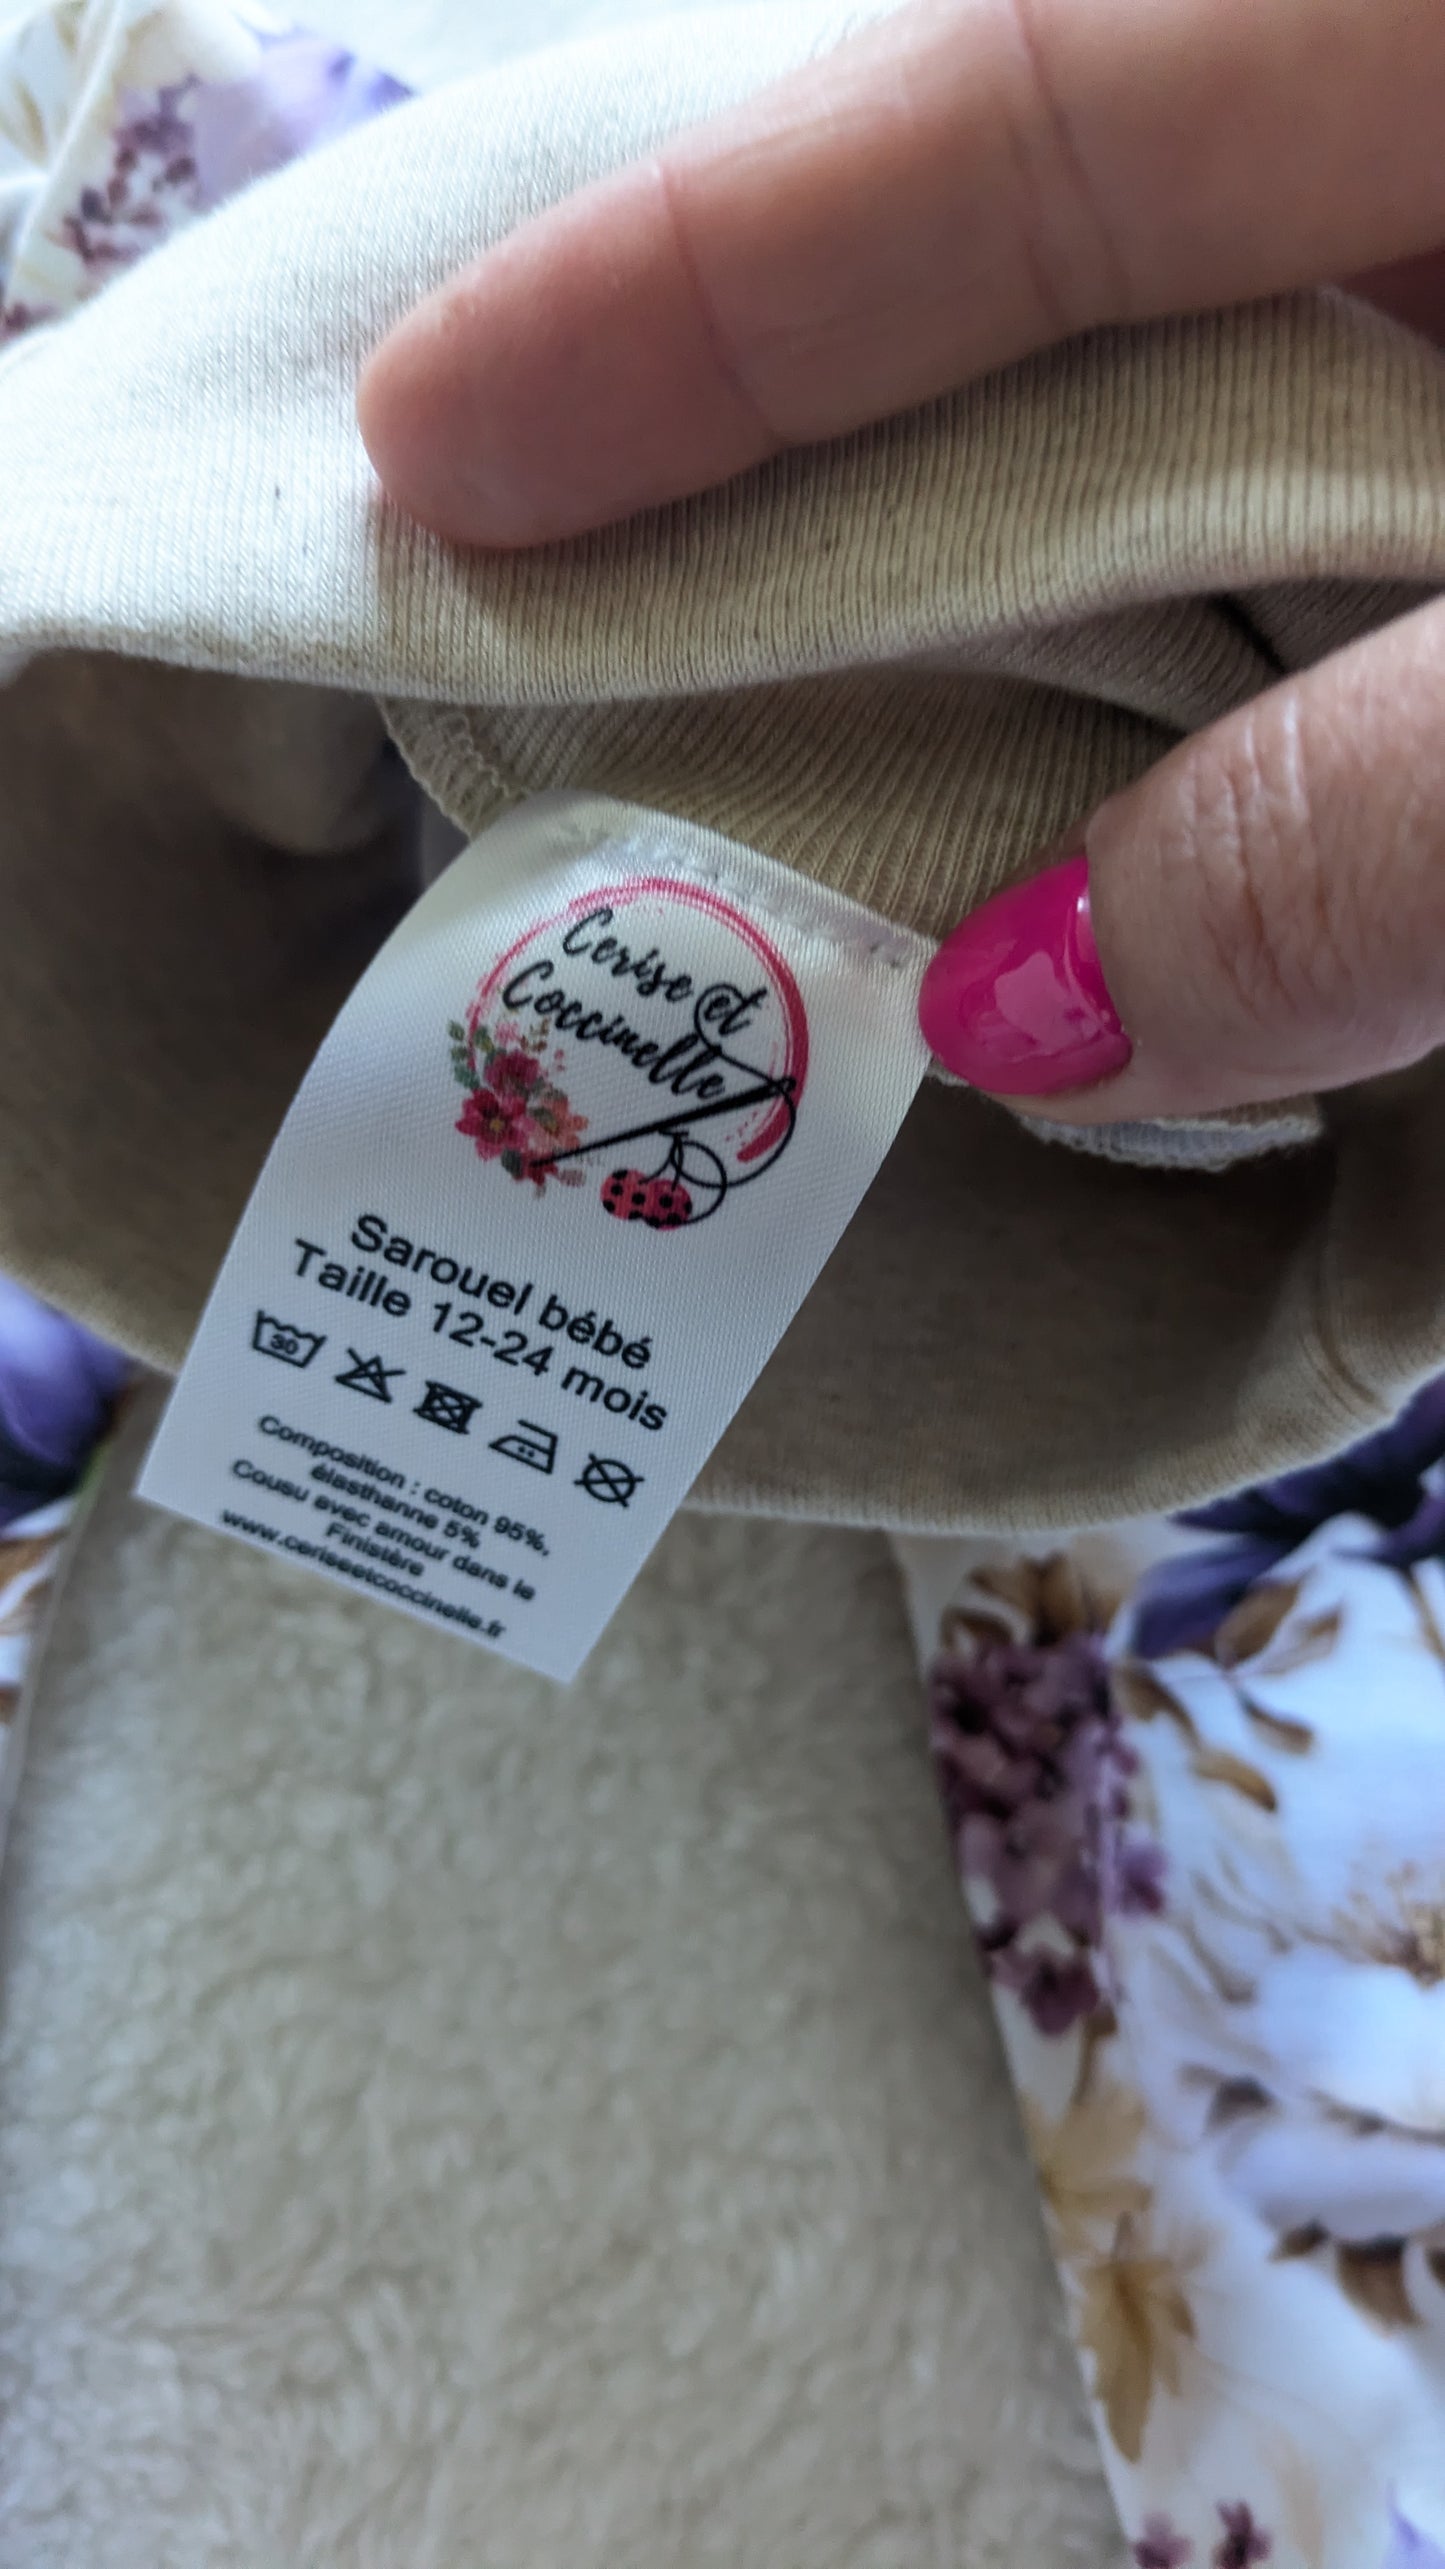 Cerise et
Coccinelle
Sarouel bébé
Taille 12-24 mois
30
Composition : coton 95%,
élasthanne 5%
Cousu avec amour dans le
Finistère
www.ceriseetcoccinelle.fr